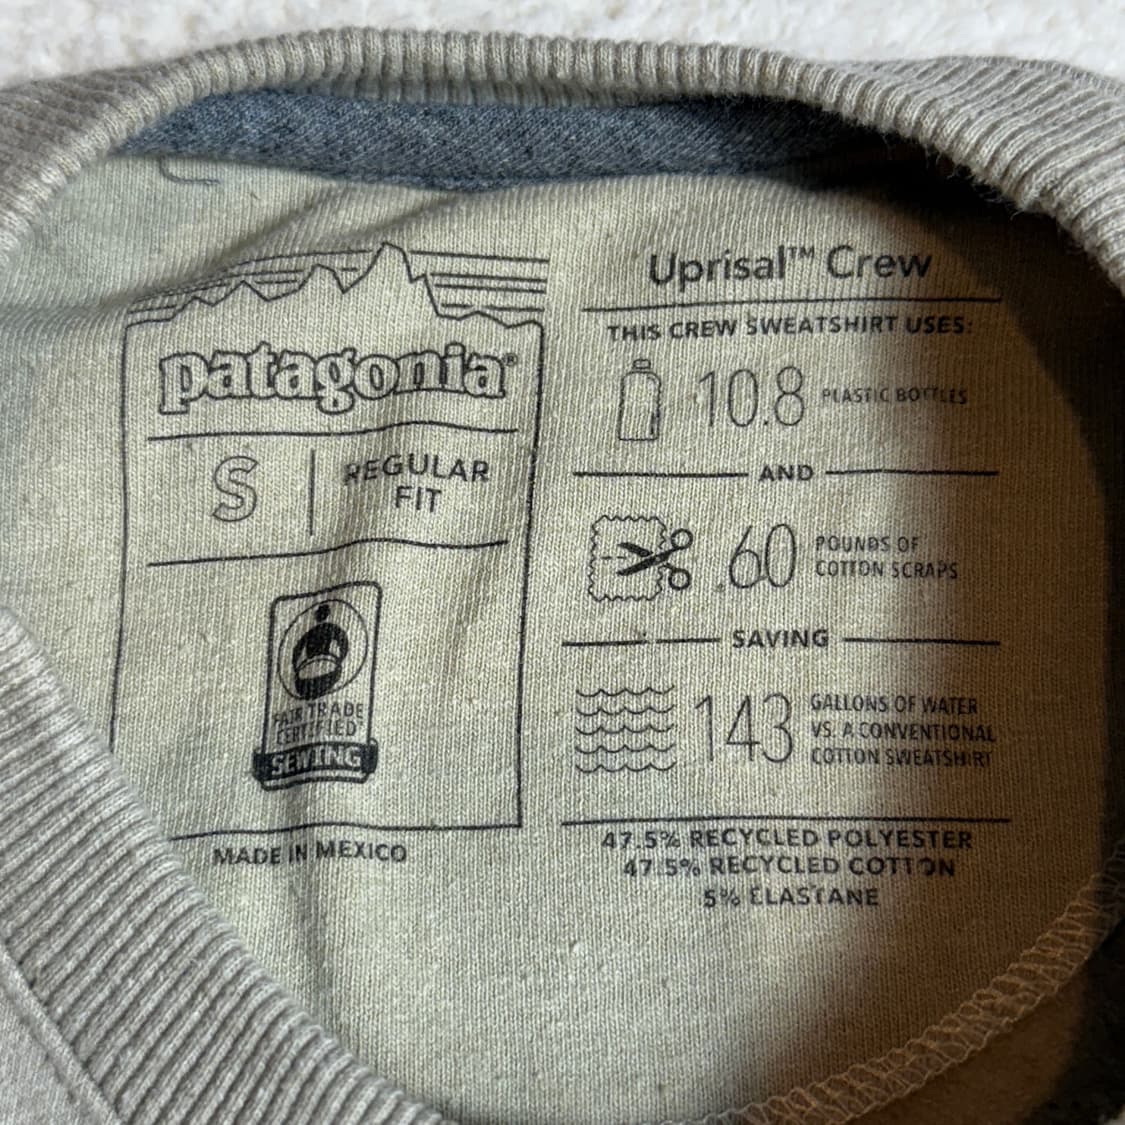 patagonia®
S
REGULAR
FIT
FAIR TRADE
CERTIFIED
SEWING
MADE IN MEXICO
Uprisal™ Crew
THIS CREW SWEATSHIRT USES:
10.8 PLASTIC BOTTLES
AND
.60 POUNDS OF
COTTON SCRAPS
SAVING
143 GALLONS OF WATER
VS. A CONVENTIONAL
COTTON SWEATSHIRT
47.5% RECYCLED POLYESTER
47.5% RECYCLED COTTON
5% ELASTANE